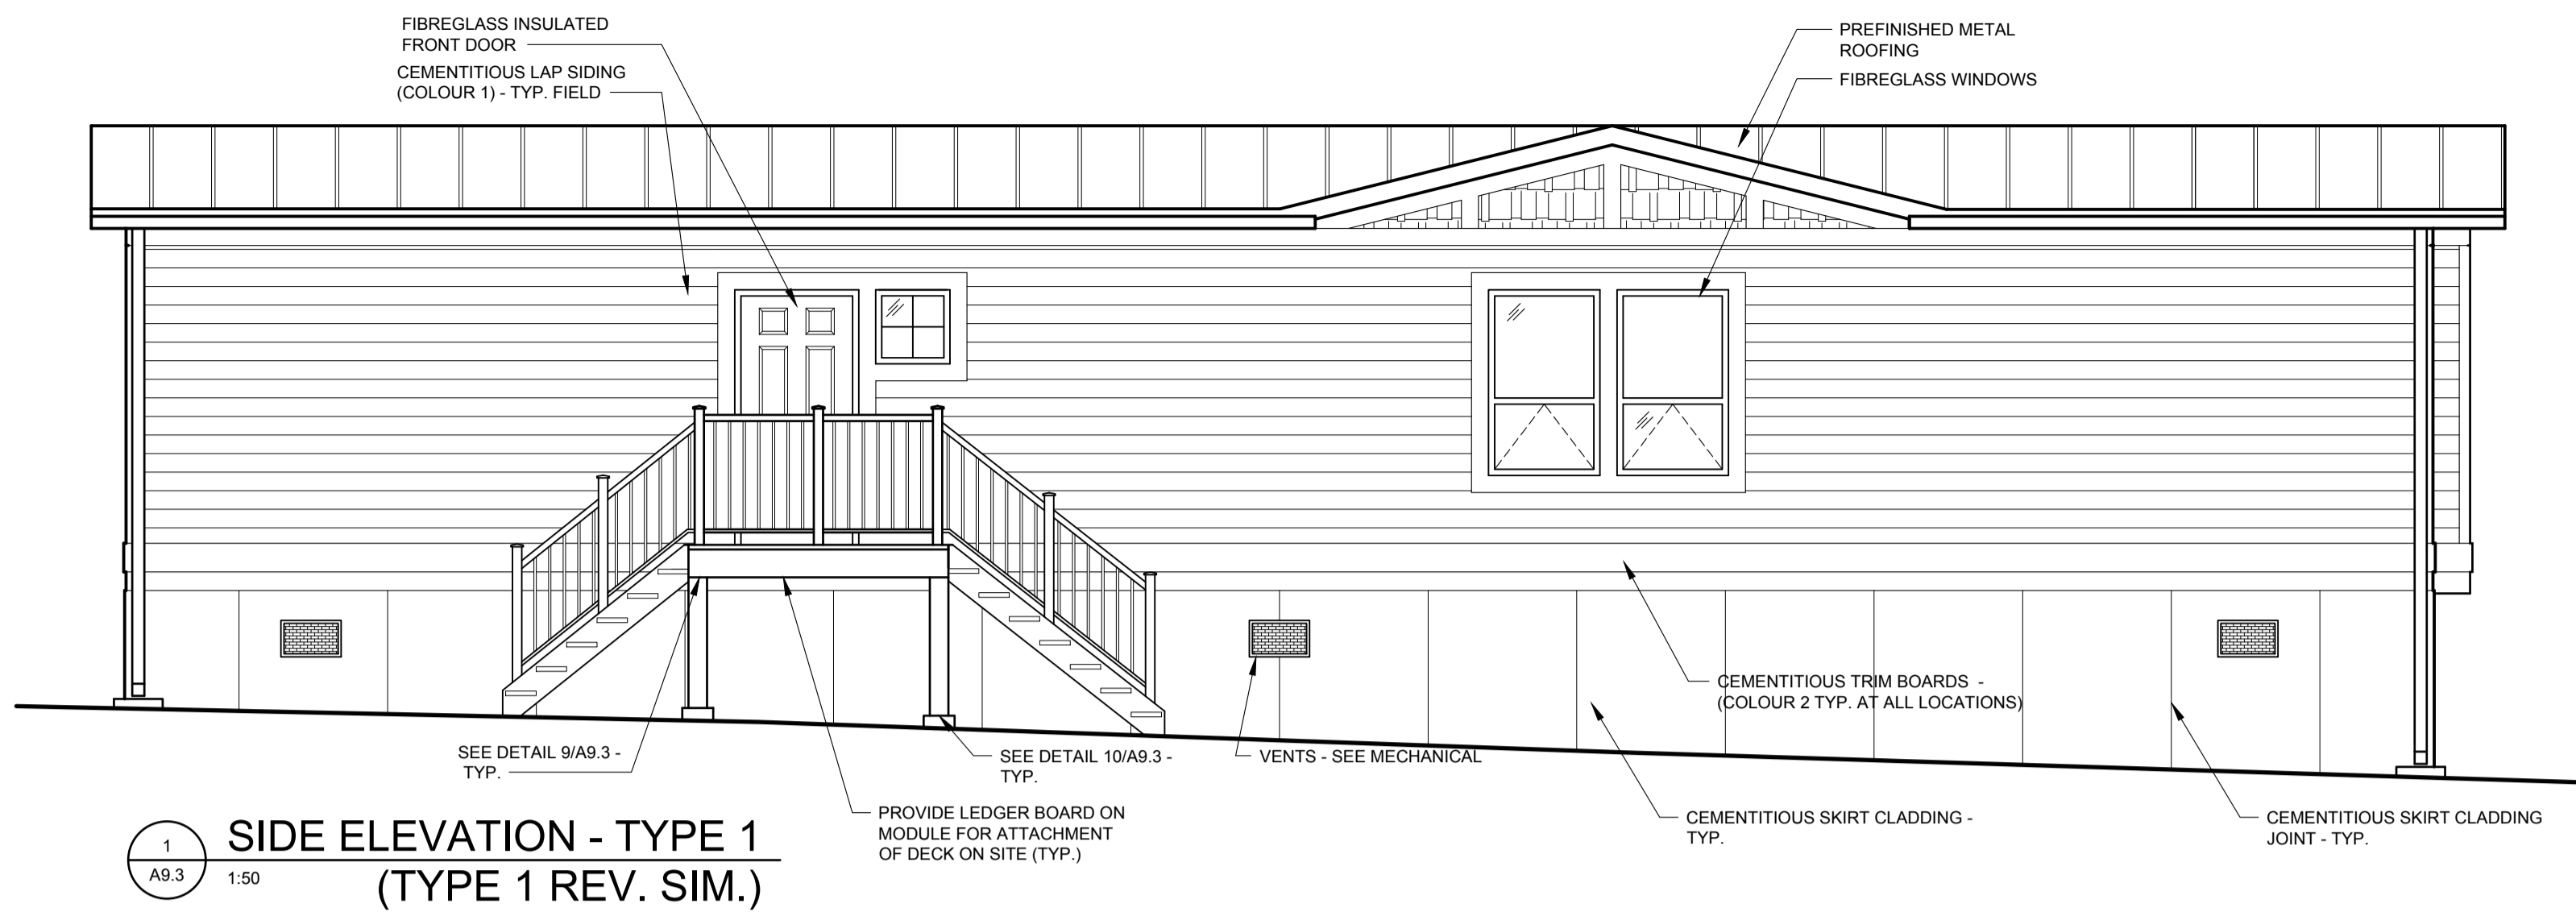 FIBREGLASS INSULATED
FRONT DOOR
CEMENTITIOUS LAP SIDING
(COLOUR 1) - TYP. FIELD
PREFINISHED METAL
ROOFING
FIBREGLASS WINDOWS
CEMENTITIOUS TRIM BOARDS -
(COLOUR 2 TYP. AT ALL LOCATIONS)
SEE DETAIL 9/A9.3 -
TYP.
SEE DETAIL 10/A9.3 -
TYP.
VENTS - SEE MECHANICAL
PROVIDE LEDGER BOARD ON
MODULE FOR ATTACHMENT
OF DECK ON SITE (TYP.)
CEMENTITIOUS SKIRT CLADDING -
TYP.
CEMENTITIOUS SKIRT CLADDING
JOINT - TYP.
1
A9.3
SIDE ELEVATION - TYPE 1
1:50
(TYPE 1 REV. SIM.)